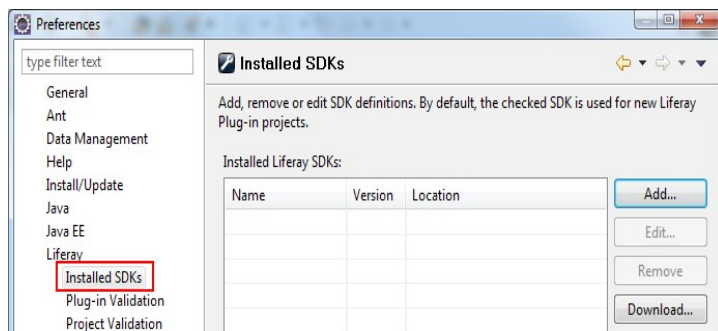 Preferences
type filter text
General
Ant
Data Management
Help
Install/Update
Java
Java EE
Liferay
Installed SDKs
Plug-in Validation
Project Validation
Installed SDKs
Add, remove or edit SDK definitions. By default, the checked SDK is used for new Liferay
Plug-in projects.
Installed Liferay SDKs:
Name Version Location
Add...
Edit...
Remove
Download...